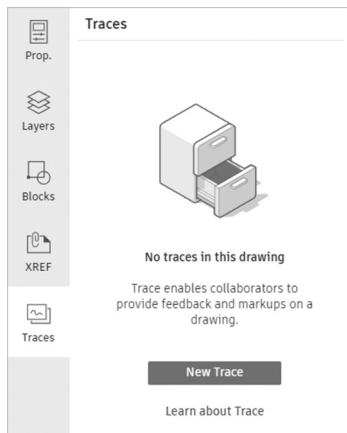 Traces
Prop.
Layers
Blocks
XREF
Traces
No traces in this drawing
Trace enables collaborators to
provide feedback and markups on a
drawing.
New Trace
Learn about Trace